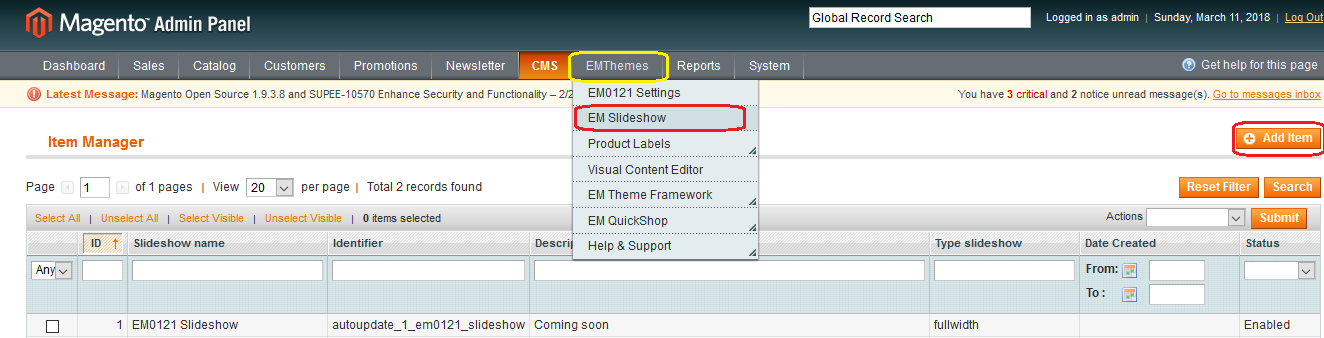 Magento Admin Panel
Global Record Search
Logged in as admin | Sunday, March 11, 2018 | Log Out
Dashboard Sales Catalog Customers Promotions Newsletter CMS EMThemes Reports System Get help for this page
Latest Message: Magento Open Source 1.9.3.8 and SUPEE-10570 Enhance Security and Functionality – 2/2 You have 3 critical and 2 notice unread message(s). Go to messages inbox
EM0121 Settings
EM Slideshow
Product Labels
Visual Content Editor
EM Theme Framework
EM QuickShop
Help & Support
Item Manager Add Item
Page 1 of 1 pages | View 20 per page | Total 2 records found Reset Filter Search
Select All | Unselect All | Select Visible | Unselect Visible | 0 items selected Actions Submit
ID Slideshow name Identifier Descrip Type slideshow Date Created Status
Any From:
To :
1 EM0121 Slideshow autoupdate_1_em0121_slideshow Coming soon fullwidth Enabled